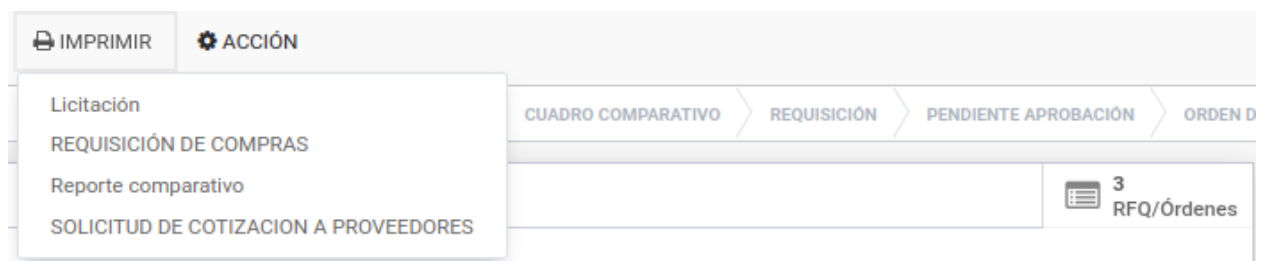 IMPRIMIR ACCIÓN
Licitación
REQUISICIÓN DE COMPRAS
Reporte comparativo
SOLICITUD DE COTIZACION A PROVEEDORES
CUADRO COMPARATIVO REQUISICIÓN PENDIENTE APROBACIÓN ORDEN D
3
RFQ/Órdenes